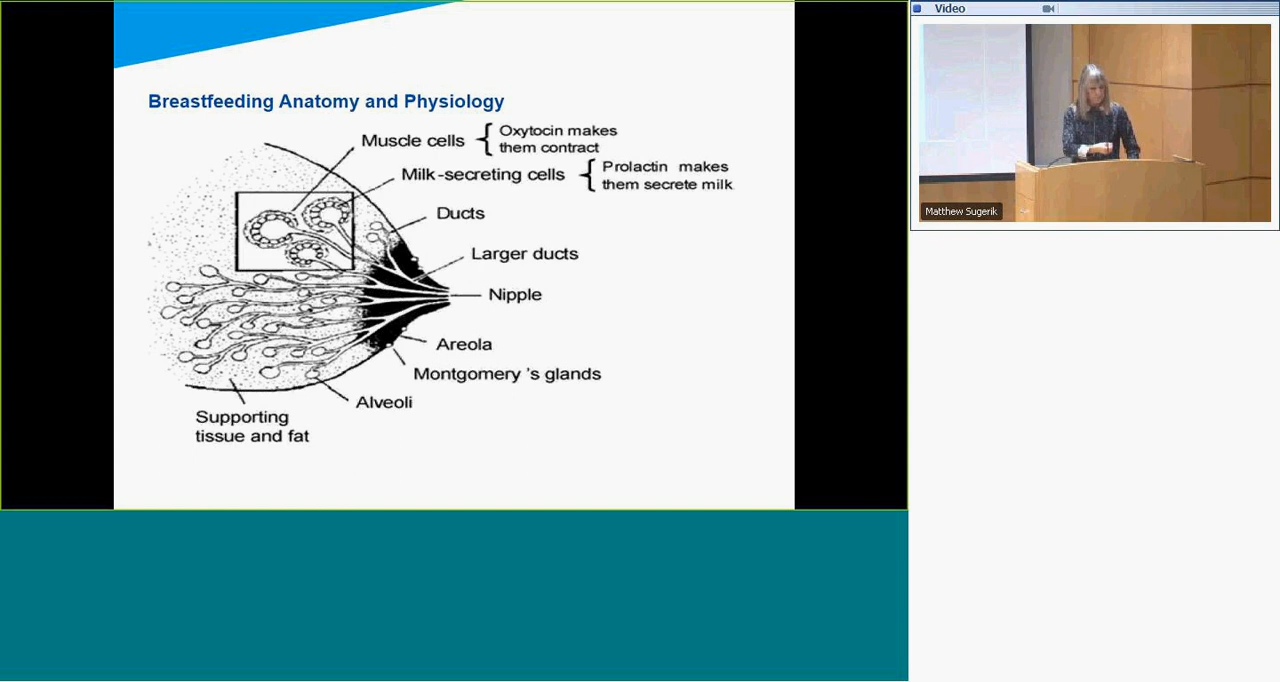 Video
Matthew Sugerik
Breastfeeding Anatomy and Physiology
Muscle cells
Oxytocin makes
them contract
Milk-secreting cells
Prolactin makes
them secrete milk
Ducts
Larger ducts
Nipple
Areola
Montgomery 's glands
Alveoli
Supporting
tissue and fat